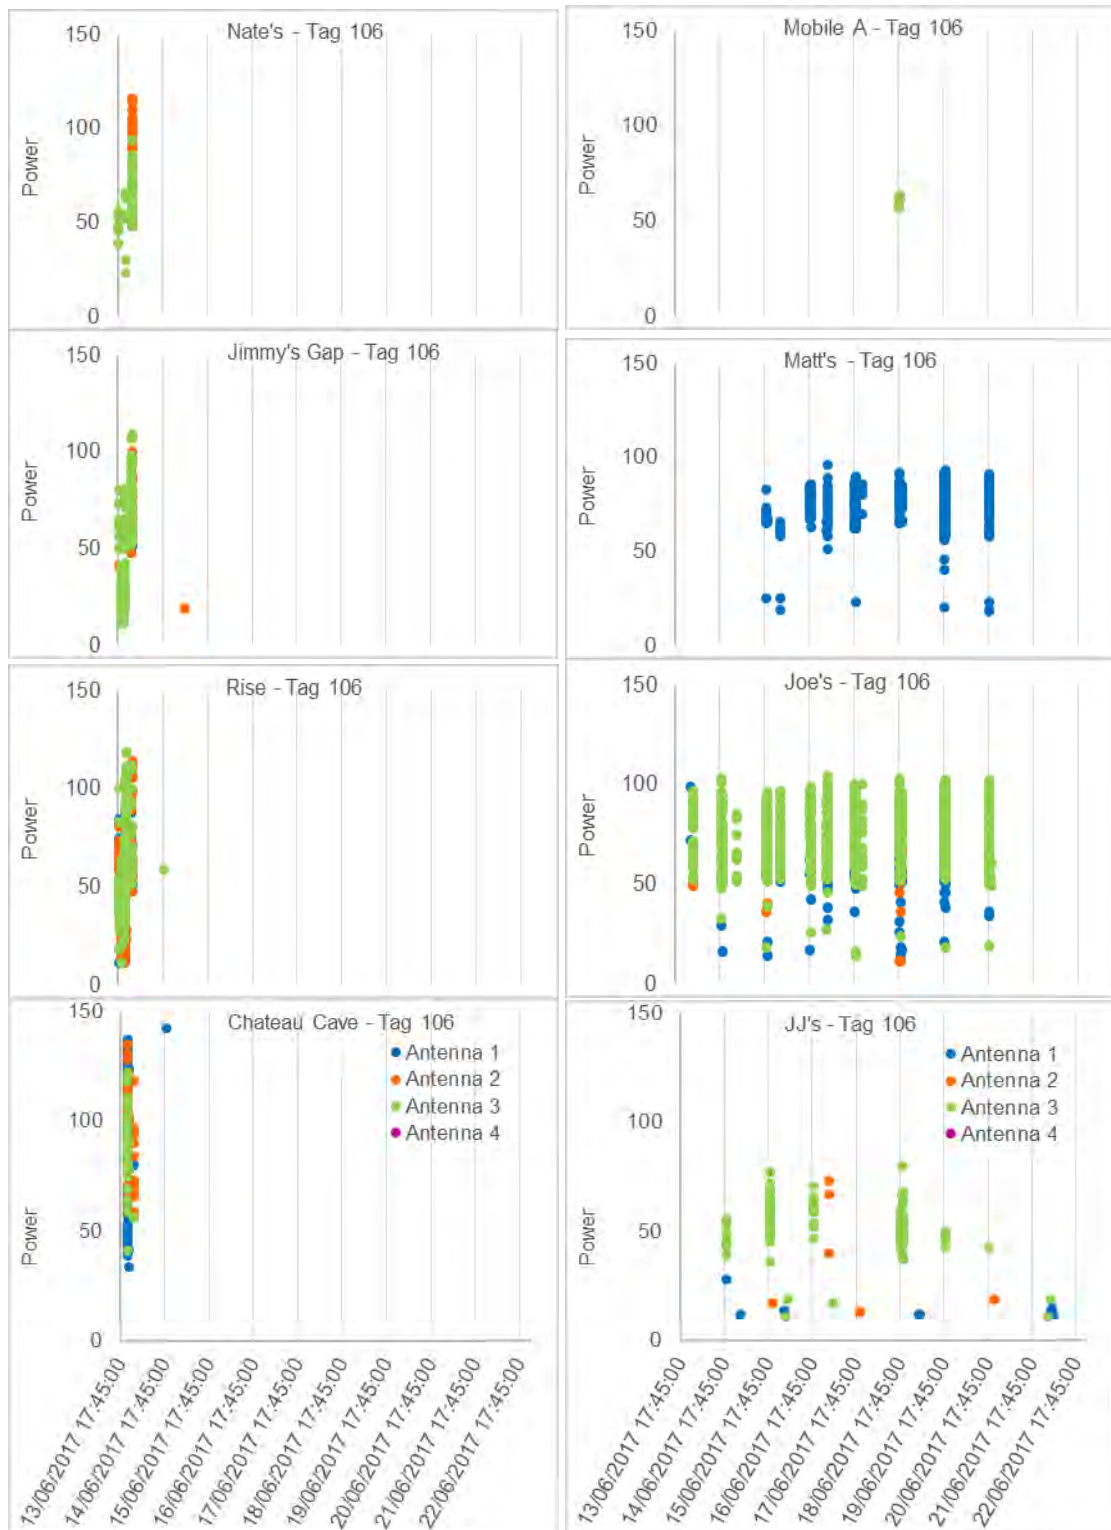 Nate's - Tag 106
150
100
50
0
Power
Mobile A - Tag 106
150
100
50
0
Power
Jimmy's Gap - Tag 106
150
100
50
0
Power
Matt's - Tag 106
150
100
50
0
Power
Rise - Tag 106
150
100
50
0
Power
Joe's - Tag 106
150
100
50
0
Power
Chateau Cave - Tag 106
150
100
50
0
Power
Antenna 1
Antenna 2
Antenna 3
Antenna 4
13/06/2017 17:45:00
14/06/2017 17:45:00
15/06/2017 17:45:00
16/06/2017 17:45:00
17/06/2017 17:45:00
18/06/2017 17:45:00
19/06/2017 17:45:00
20/06/2017 17:45:00
21/06/2017 17:45:00
22/06/2017 17:45:00
JJ's - Tag 106
150
100
50
0
Power
Antenna 1
Antenna 2
Antenna 3
Antenna 4
13/06/2017 17:45:00
14/06/2017 17:45:00
15/06/2017 17:45:00
16/06/2017 17:45:00
17/06/2017 17:45:00
18/06/2017 17:45:00
19/06/2017 17:45:00
20/06/2017 17:45:00
21/06/2017 17:45:00
22/06/2017 17:45:00